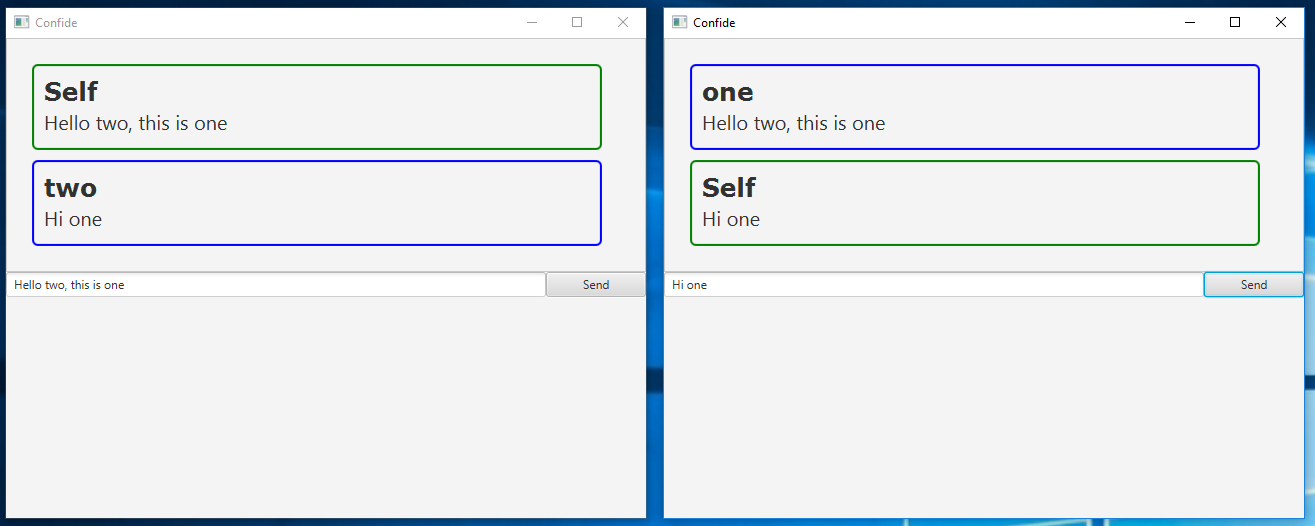 Confide
Self
Hello two, this is one
two
Hi one
Hello two, this is one
Send
Confide
one
Hello two, this is one
Self
Hi one
Hi one
Send